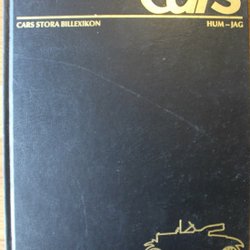 cars
CARS STORA BILLEXIKON HUM – JAG